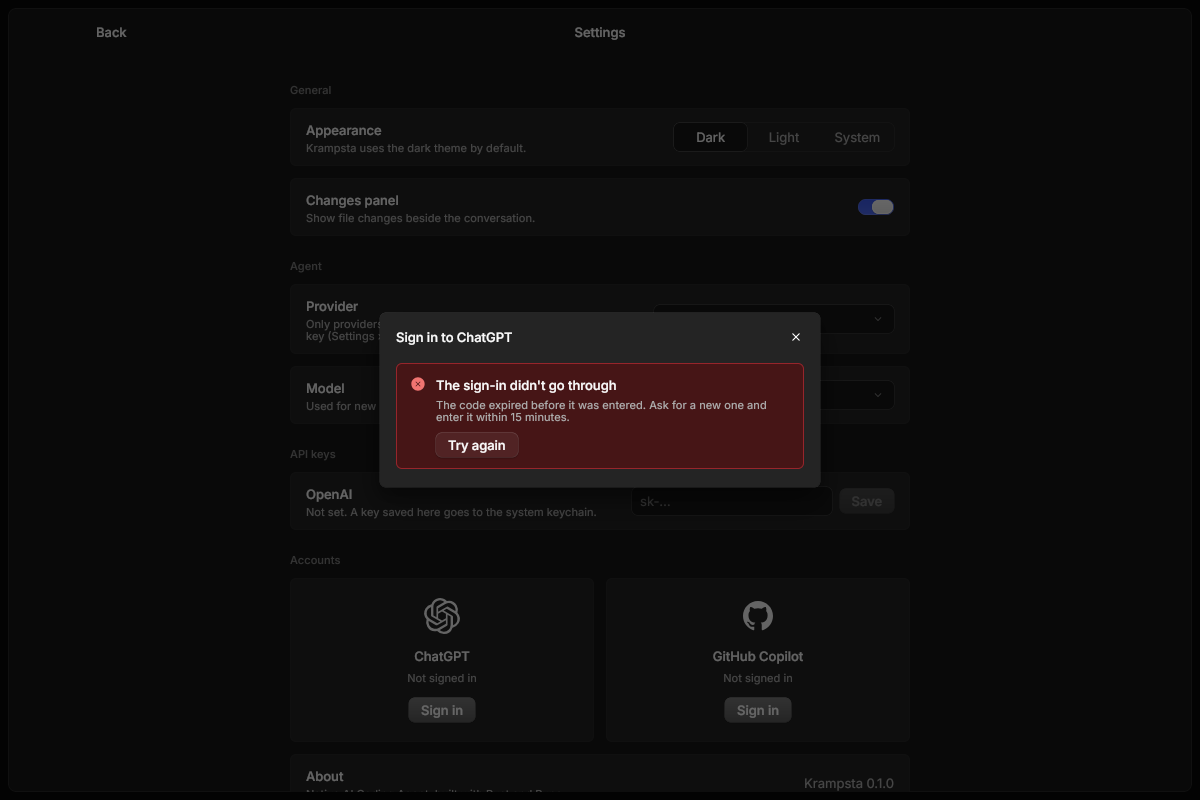 Back
Settings
General
Appearance
Krampsta uses the dark theme by default.
Dark
Light
System
Changes panel
Show file changes beside the conversation.
Agent
Provider
Only providers
key (Settings
Sign in to ChatGPT
The sign-in didn't go through
The code expired before it was entered. Ask for a new one and
enter it within 15 minutes.
Try again
Model
Used for new
API keys
OpenAI
Not set. A key saved here goes to the system keychain.
sk-...
Save
Accounts
ChatGPT
Not signed in
Sign in
GitHub Copilot
Not signed in
Sign in
About
Krampsta 0.1.0